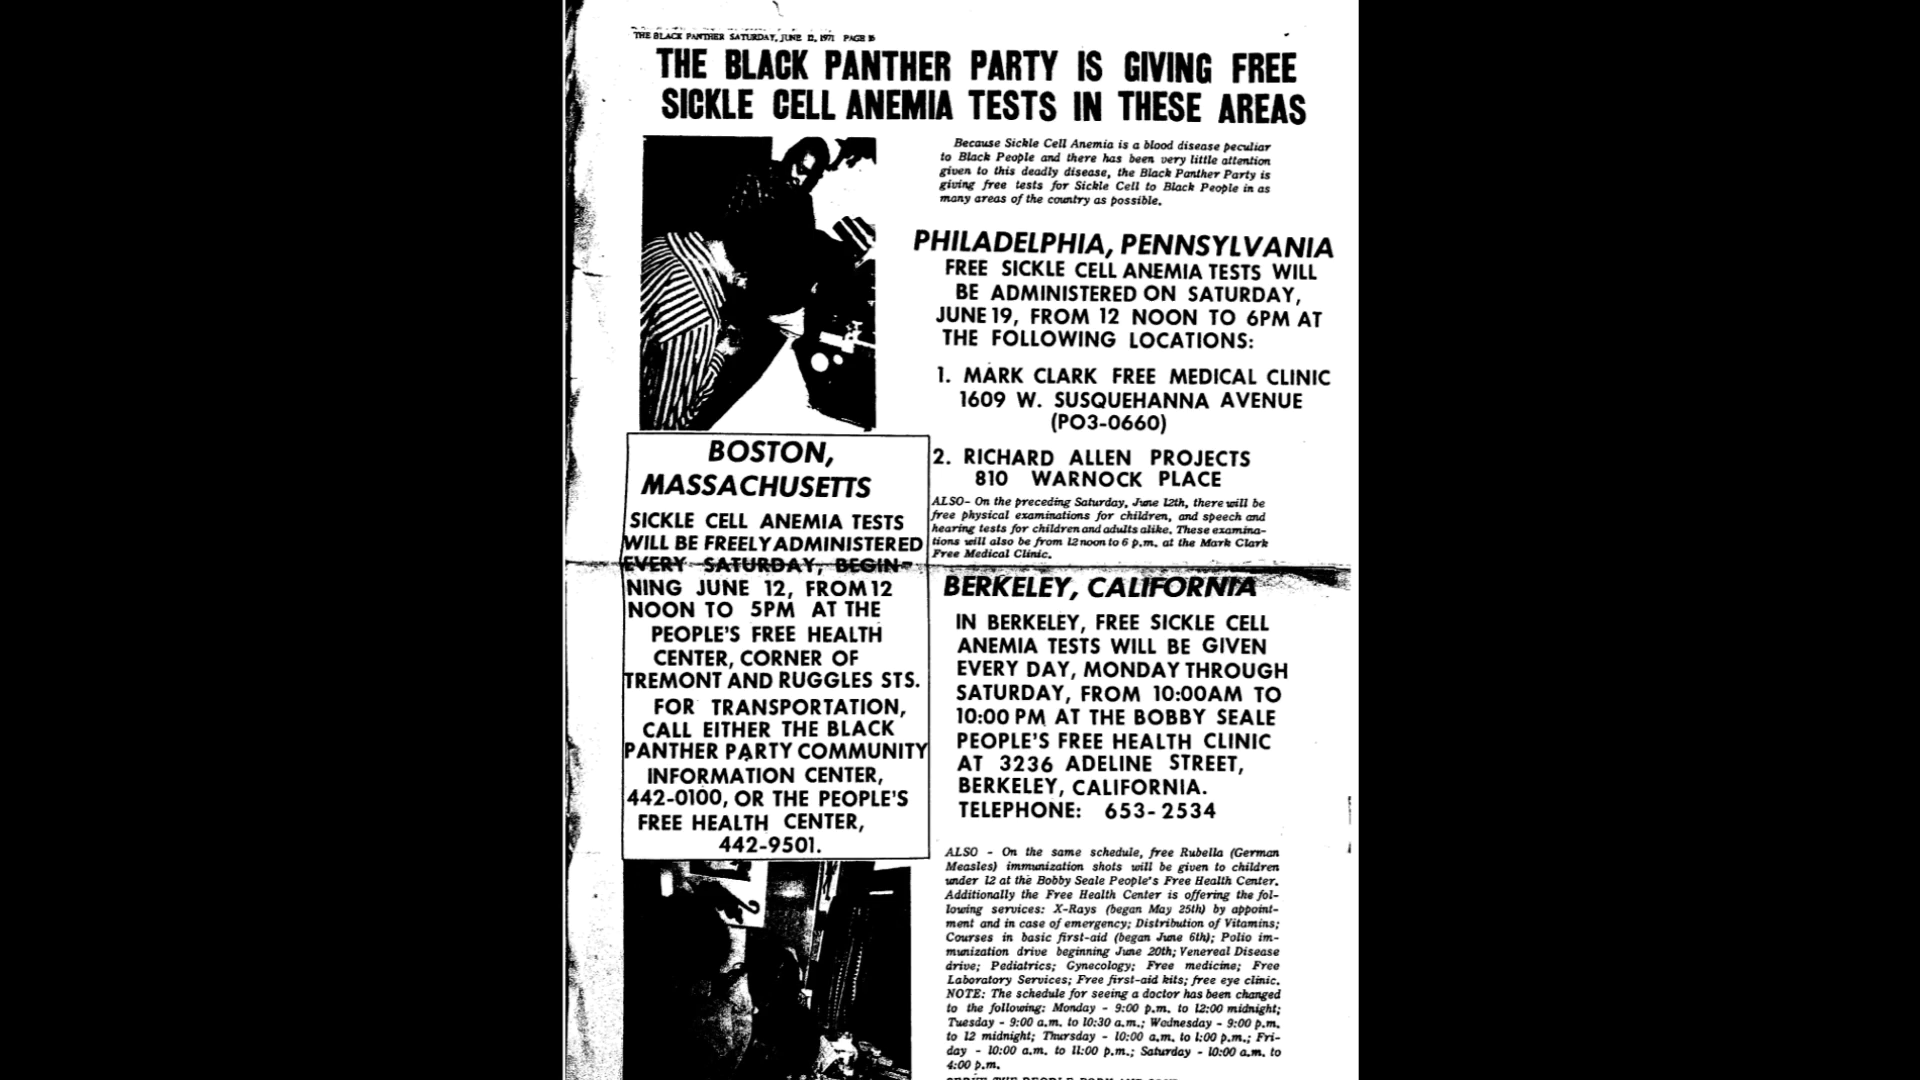 THE BLACK PANTHER SATURDAY, JUNE 12, 1971 PAGE 16
THE BLACK PANTHER PARTY IS GIVING FREE
SICKLE CELL ANEMIA TESTS IN THESE AREAS
Because Sickle Cell Anemia is a blood disease peculiar
to Black People and there has been very little attention
given to this deadly disease, the Black Panther Party is
giving free tests for Sickle Cell to Black People in as
many areas of the country as possible.
PHILADELPHIA, PENNSYLVANIA
FREE SICKLE CELL ANEMIA TESTS WILL
BE ADMINISTERED ON SATURDAY,
JUNE 19, FROM 12 NOON TO 6PM AT
THE FOLLOWING LOCATIONS:
1. MARK CLARK FREE MEDICAL CLINIC
1609 W. SUSQUEHANNA AVENUE
(PO3-0660)
2. RICHARD ALLEN PROJECTS
810 WARNOCK PLACE
ALSO- On the preceding Saturday, June 12th, there will be
free physical examinations for children, and speech and
hearing tests for children and adults alike. These examina-
tions will also be from 12 noon to 6 p.m. at the Mark Clark
Free Medical Clinic.
BOSTON,
MASSACHUSETTS
SICKLE CELL ANEMIA TESTS
WILL BE FREELY ADMINISTERED
EVERY SATURDAY, BEGIN-
NING JUNE 12, FROM 12
NOON TO 5PM AT THE
PEOPLE'S FREE HEALTH
CENTER, CORNER OF
TREMONT AND RUGGLES STS.
FOR TRANSPORTATION,
CALL EITHER THE BLACK
PANTHER PARTY COMMUNITY
INFORMATION CENTER,
442-0100, OR THE PEOPLE'S
FREE HEALTH CENTER,
442-9501.
BERKELEY, CALIFORNIA
IN BERKELEY, FREE SICKLE CELL
ANEMIA TESTS WILL BE GIVEN
EVERY DAY, MONDAY THROUGH
SATURDAY, FROM 10:00AM TO
10:00 PM AT THE BOBBY SEALE
PEOPLE'S FREE HEALTH CLINIC
AT 3236 ADELINE STREET,
BERKELEY, CALIFORNIA.
TELEPHONE: 653-2534
ALSO - On the same schedule, free Rubella (German
Measles) immunization shots will be given to children
under 12 at the Bobby Seale People's Free Health Center.
Additionally the Free Health Center is offering the fol-
lowing services: X-Rays (began May 25th) by appoint-
ment and in case of emergency; Distribution of Vitamins;
Courses in basic first-aid (began June 6th); Polio im-
munization drive beginning June 20th; Venereal Disease
drive; Pediatrics; Gynecology; Free medicine; Free
Laboratory Services; Free first-aid kits; free eye clinic.
NOTE: The schedule for seeing a doctor has been changed
to the following: Monday - 9:00 p.m. to 12:00 midnight;
Tuesday - 9:00 a.m. to 10:30 a.m.; Wednesday - 9:00 p.m.
to 12 midnight; Thursday - 10:00 a.m. to 1:00 p.m.; Fri-
day - 10:00 a.m. to 11:00 p.m.; Saturday - 10:00 a.m. to
4:00 p.m.